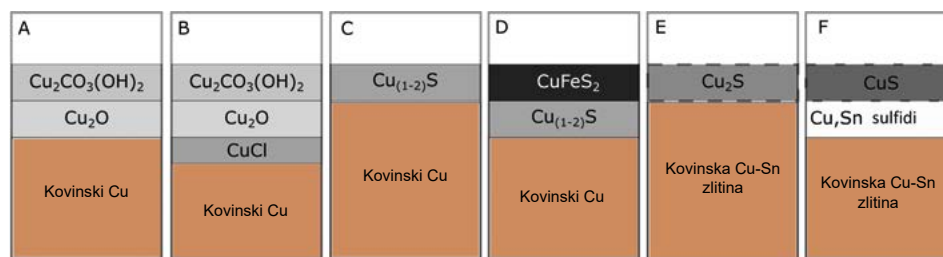 A
Cu₂CO₃(OH)₂
Cu₂O
Kovinski Cu
B
Cu₂CO₃(OH)₂
Cu₂O
CuCl
Kovinski Cu
C
Cu₍₁₋₂₎S
Kovinski Cu
D
CuFeS₂
Cu₍₁₋₂₎S
Kovinski Cu
E
Cu₂S
Kovinska Cu-Sn
zlitina
F
CuS
Cu,Sn sulfidi
Kovinska Cu-Sn
zlitina